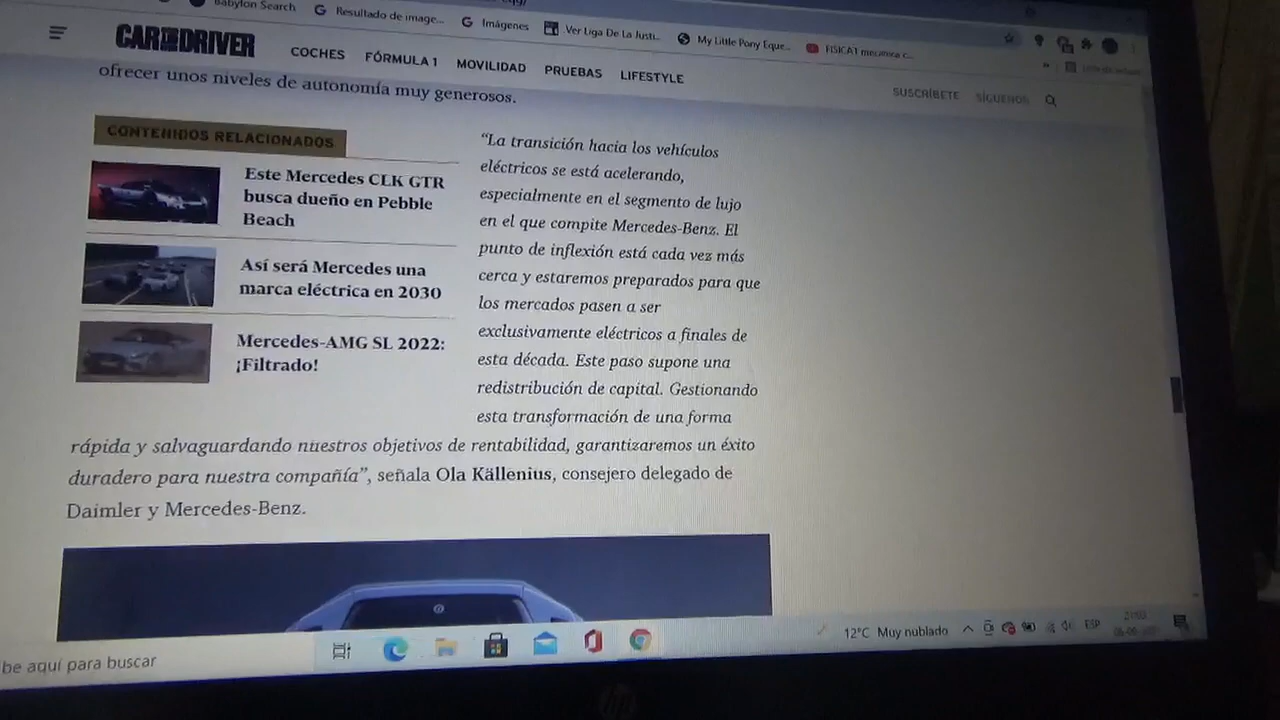 Babylon Search
Resultado de image...
Imágenes
Ver Liga De La Justi...
My Little Pony Eque...
FISICA1 mecanica c...
CAR AND DRIVER
COCHES
FÓRMULA 1
MOVILIDAD
PRUEBAS
LIFESTYLE
SUSCRÍBETE
SÍGUENOS
ofrecer unos niveles de autonomía muy generosos.
CONTENIDOS RELACIONADOS
Este Mercedes CLK GTR
busca dueño en Pebble
Beach
Así será Mercedes una
marca eléctrica en 2030
Mercedes-AMG SL 2022:
¡Filtrado!
“La transición hacia los vehículos
eléctricos se está acelerando,
especialmente en el segmento de lujo
en el que compite Mercedes-Benz. El
punto de inflexión está cada vez más
cerca y estaremos preparados para que
los mercados pasen a ser
exclusivamente eléctricos a finales de
esta década. Este paso supone una
redistribución de capital. Gestionando
esta transformación de una forma
rápida y salvaguardando nuestros objetivos de rentabilidad, garantizaremos un éxito
duradero para nuestra compañía”, señala Ola Källenius, consejero delegado de
Daimler y Mercedes-Benz.
be aquí para buscar
12°C Muy nublado
ESP